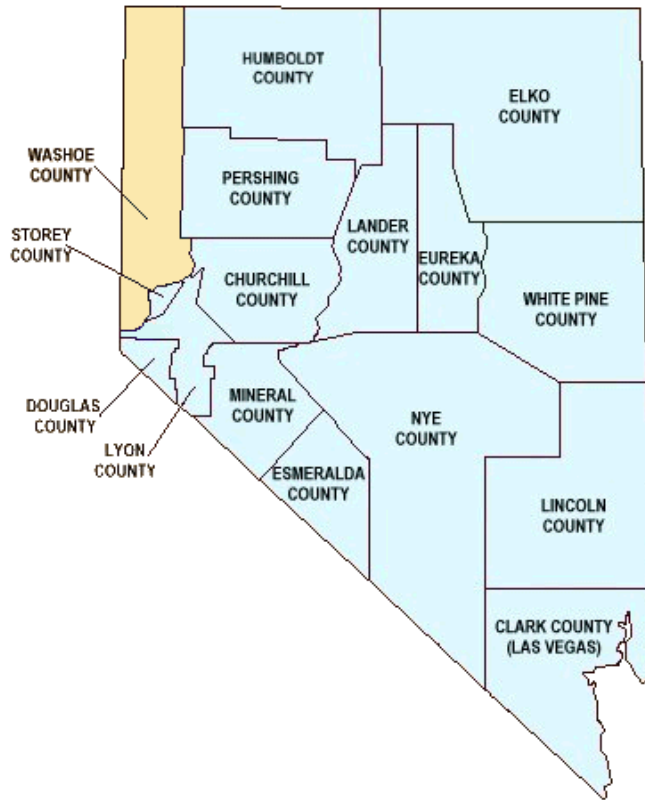 HUMBOLDT
COUNTY
ELKO
COUNTY
WASHOE
COUNTY
PERSHING
COUNTY
STOREY
COUNTY
LANDER
COUNTY
EUREKA
COUNTY
CHURCHILL
COUNTY
WHITE PINE
COUNTY
DOUGLAS
COUNTY
LYON
COUNTY
MINERAL
COUNTY
NYE
COUNTY
ESMERALDA
COUNTY
LINCOLN
COUNTY
CLARK COUNTY
(LAS VEGAS)